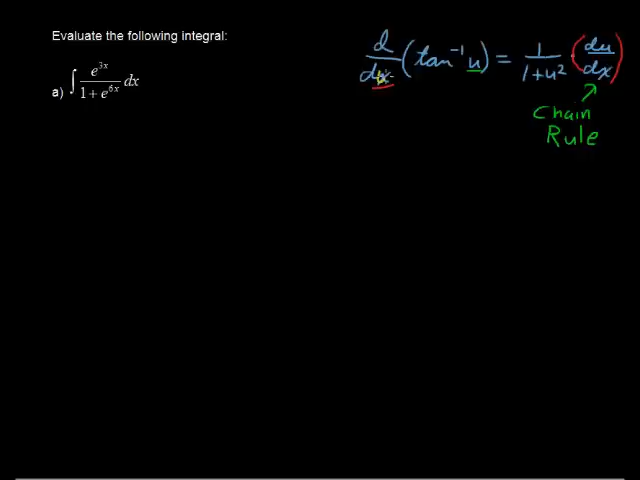 Evaluate the following integral:
a) ∫ e^{3x} / (1 + e^{6x}) dx
d/dx (tan⁻¹ u) = 1/(1+u²) · (du/dx)
Chain
Rule